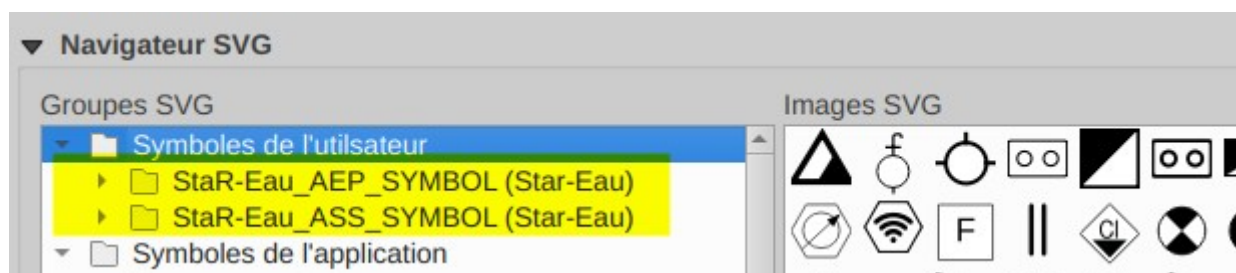 Navigateur SVG
Groupes SVG
Images SVG
Symboles de l'utilsateur
StaR-Eau_AEP_SYMBOL (Star-Eau)
StaR-Eau_ASS_SYMBOL (Star-Eau)
Symboles de l'application
f
F
CI